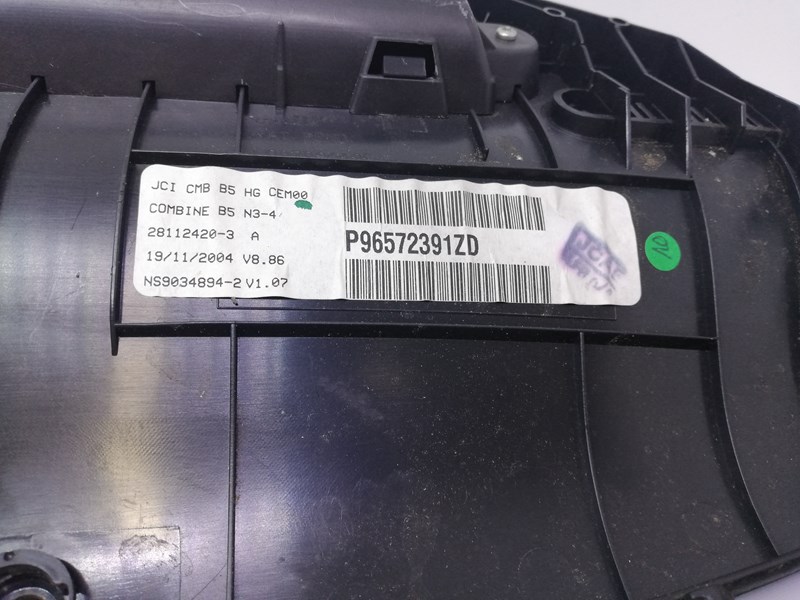 JCI CMB B5 HG CEM00
COMBINE B5 N3-4
28112420-3 A
19/11/2004 V8.86
NS9034894-2 V1.07
P96572391ZD
10